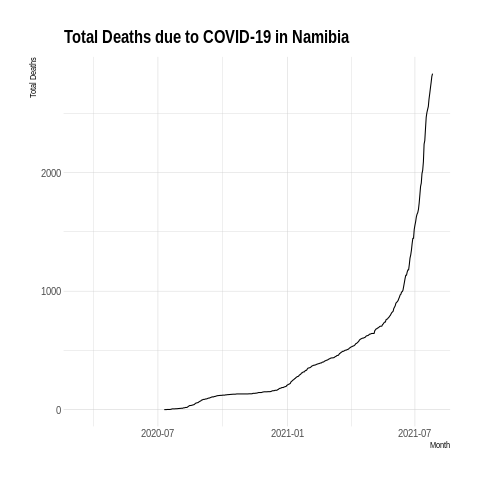 Total Deaths due to COVID-19 in Namibia
Total Deaths
2000
1000
0
2020-07
2021-01
2021-07
Month